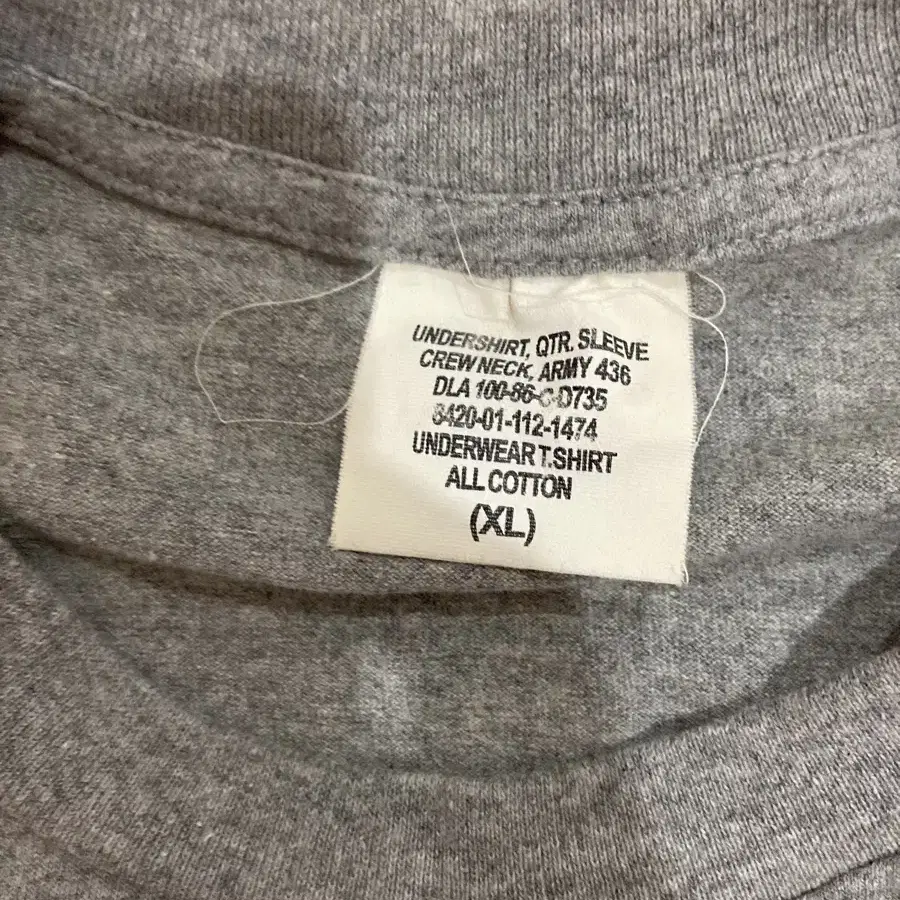 UNDERSHIRT, QTR. SLEEVE
CREW NECK, ARMY 436
DLA 100-86-C-D735
8420-01-112-1474
UNDERWEAR T.SHIRT
ALL COTTON
(XL)